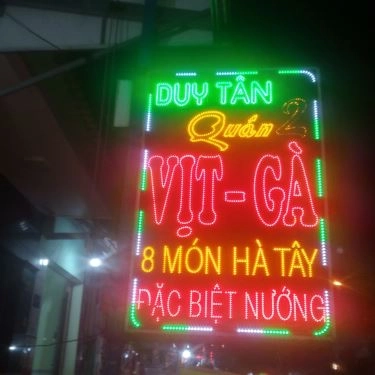 DUY TÂN
Quán 2
VỊT - GÀ
8 MÓN HÀ TÂY
ĐẶC BIỆT NƯỚNG